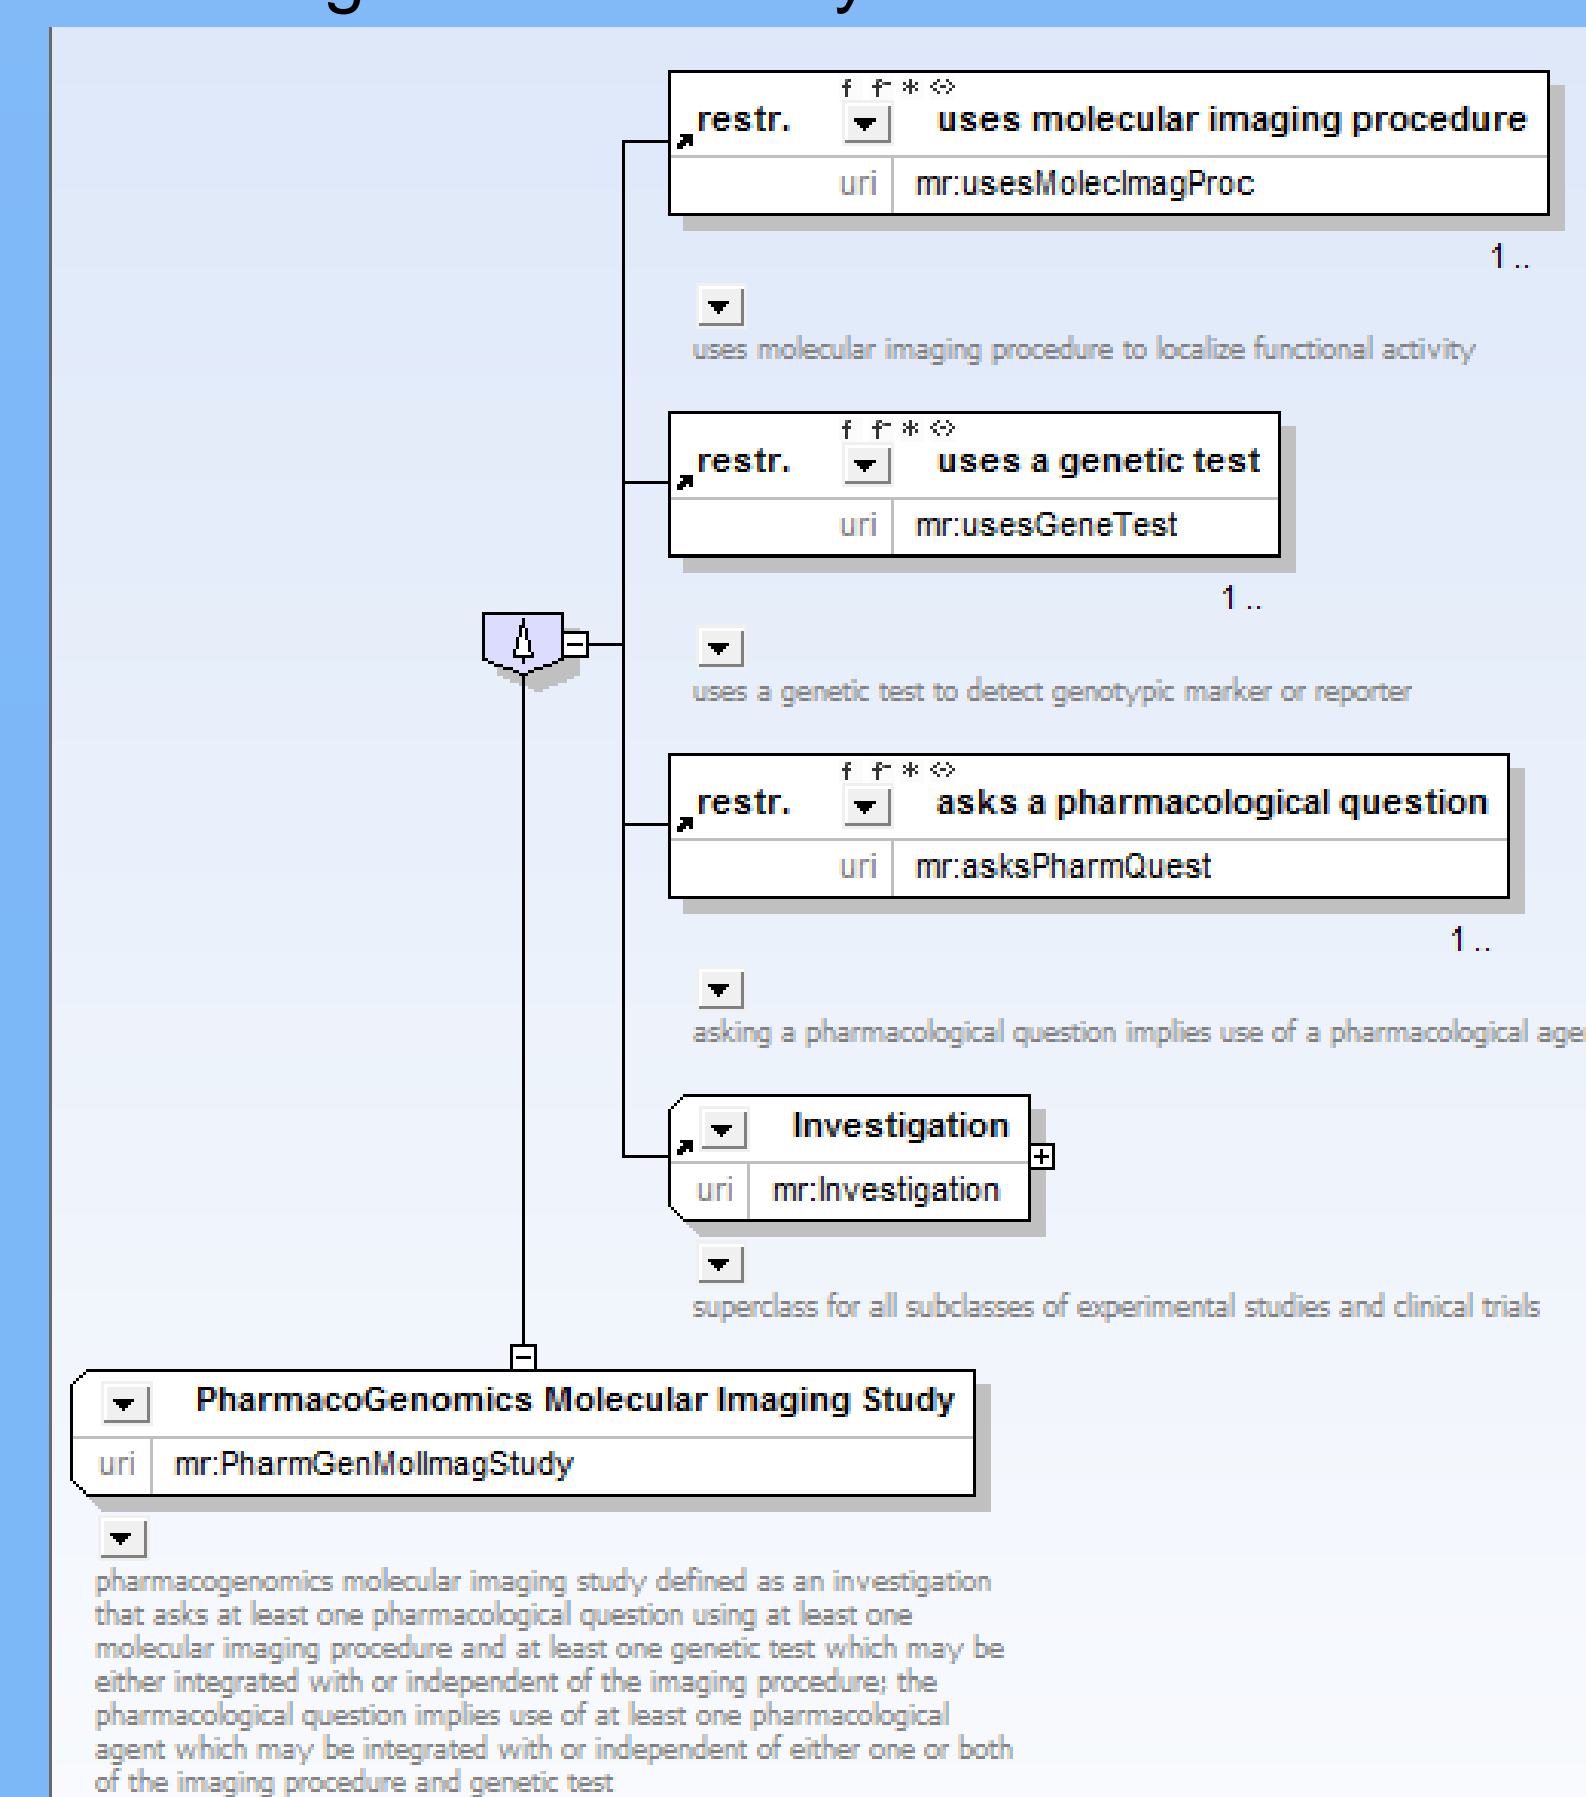 restr. f f- * <> uses molecular imaging procedure
uri mr:usesMolecImagProc
1 ..
uses molecular imaging procedure to localize functional activity
restr. f f- * <> uses a genetic test
uri mr:usesGeneTest
1 ..
uses a genetic test to detect genotypic marker or reporter
restr. f f- * <> asks a pharmacological question
uri mr:asksPharmQuest
1 ..
asking a pharmacological question implies use of a pharmacological
Investigation
uri mr:Investigation
superclass for all subclasses of experimental studies and clinical trials
PharmacoGenomics Molecular Imaging Study
uri mr:PharmGenMolImagStudy
pharmacogenomics molecular imaging study defined as an investigation
that asks at least one pharmacological question using at least one
molecular imaging procedure and at least one genetic test which may be
either integrated with or independent of the imaging procedure; the
pharmacological question implies use of at least one pharmacological
agent which may be integrated with or independent of either one or both
of the imaging procedure and genetic test